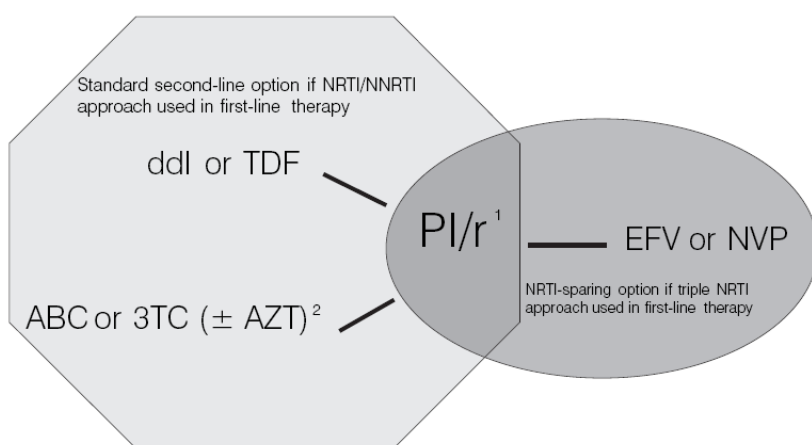 Standard second-line option if NRTI/NNRTI
approach used in first-line therapy
ddI or TDF
PI/r ¹
EFV or NVP
NRTI-sparing option if triple NRTI
approach used in first-line therapy
ABC or 3TC (± AZT) ²